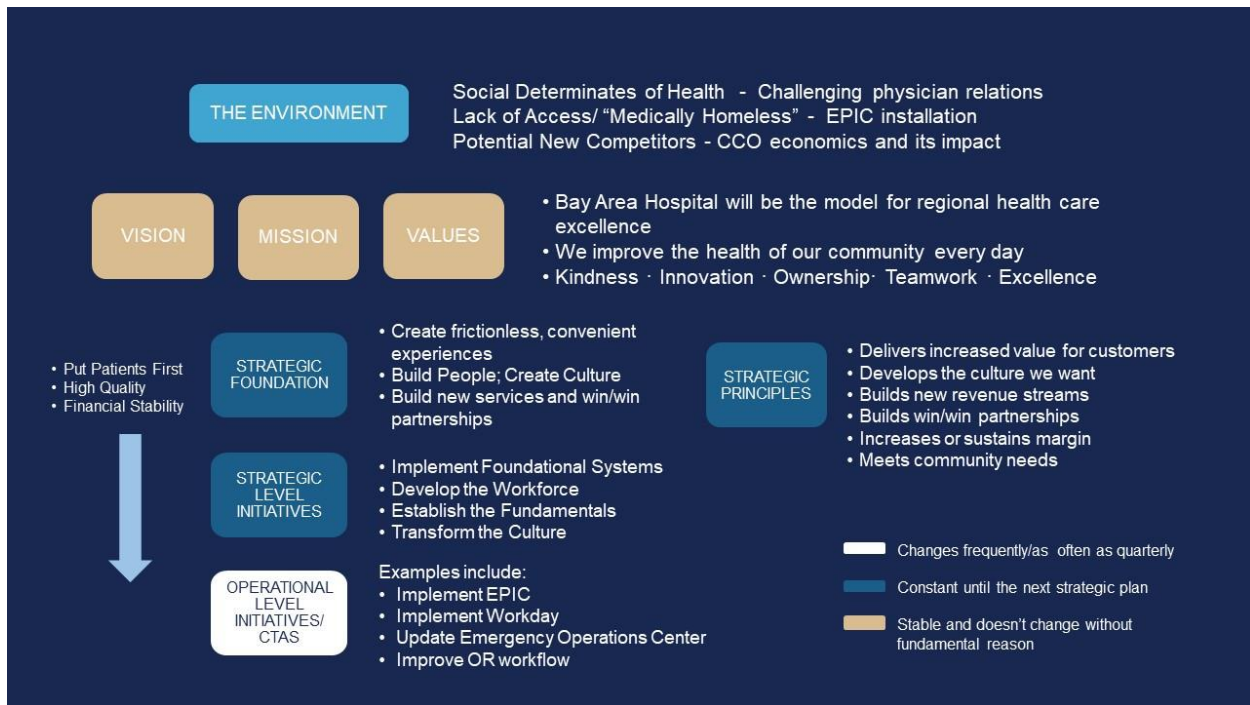 THE ENVIRONMENT
Social Determinates of Health - Challenging physician relations
Lack of Access/ “Medically Homeless” - EPIC installation
Potential New Competitors - CCO economics and its impact
VISION
MISSION
VALUES
• Bay Area Hospital will be the model for regional health care
excellence
• We improve the health of our community every day
• Kindness · Innovation · Ownership· Teamwork · Excellence
• Put Patients First
• High Quality
• Financial Stability
STRATEGIC
FOUNDATION
• Create frictionless, convenient
experiences
• Build People; Create Culture
• Build new services and win/win
partnerships
STRATEGIC
PRINCIPLES
• Delivers increased value for customers
• Develops the culture we want
• Builds new revenue streams
• Builds win/win partnerships
• Increases or sustains margin
• Meets community needs
STRATEGIC
LEVEL
INITIATIVES
• Implement Foundational Systems
• Develop the Workforce
• Establish the Fundamentals
• Transform the Culture
OPERATIONAL
LEVEL
INITIATIVES/
CTAS
Examples include:
• Implement EPIC
• Implement Workday
• Update Emergency Operations Center
• Improve OR workflow
Changes frequently/as often as quarterly
Constant until the next strategic plan
Stable and doesn’t change without
fundamental reason